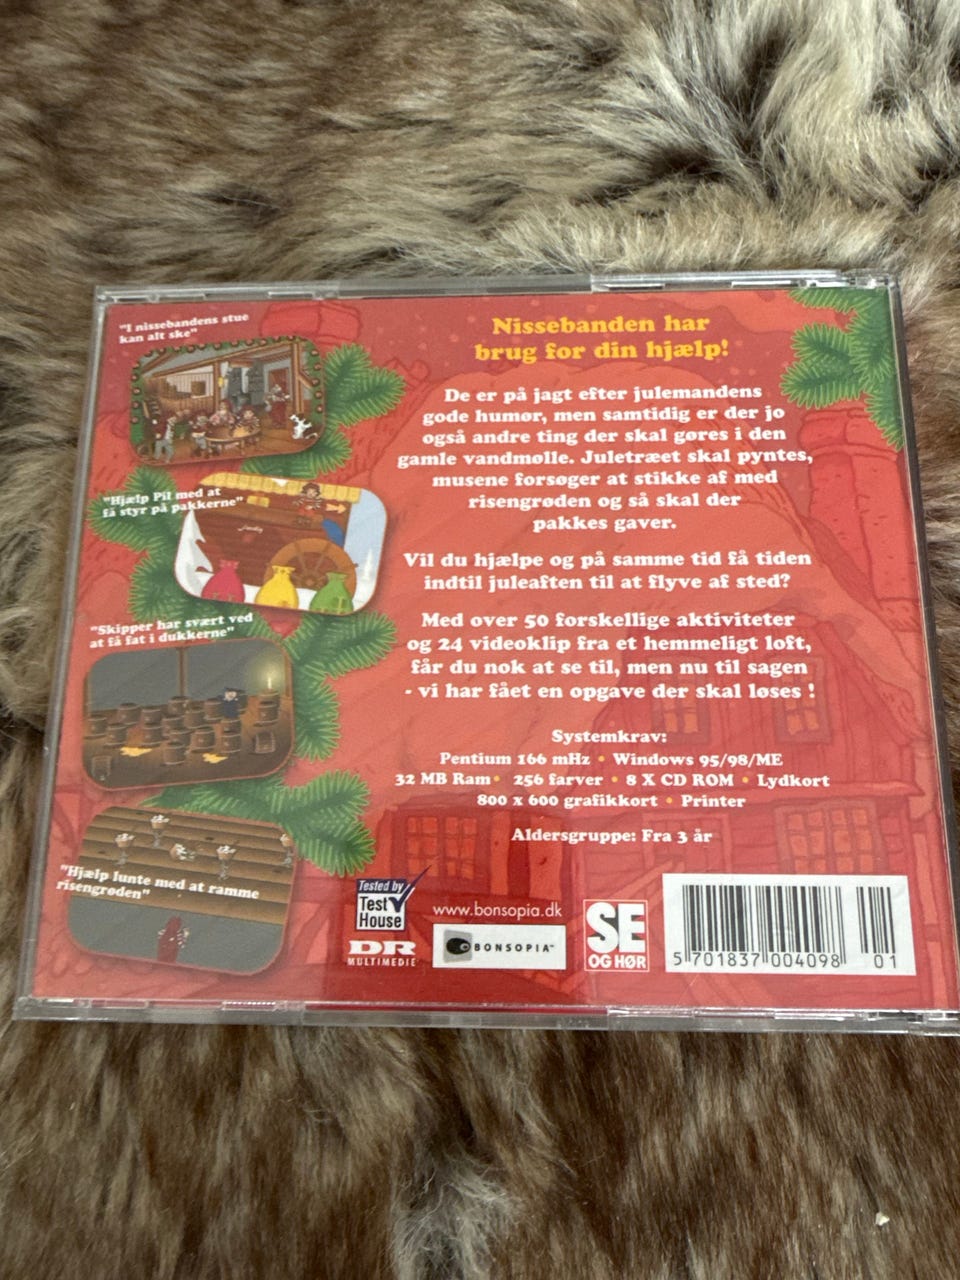 "I nissebandens stue
kan alt ske"
"Hjælp Pil med at
få styr på pakkerne"
"Skipper har svært ved
at få fat i dukkerne"
"Hjælp lunte med at ramme
risengrøden"
Nissebanden har
brug for din hjælp!
De er på jagt efter julemandens
gode humør, men samtidig er der jo
også andre ting der skal gøres i den
gamle vandmølle. Juletræet skal pyntes,
musene forsøger at stikke af med
risengrøden og så skal der
pakkes gaver.
Vil du hjælpe og på samme tid få tiden
indtil juleaften til at flyve af sted?
Med over 50 forskellige aktiviteter
og 24 videoklip fra et hemmeligt loft,
får du nok at se til, men nu til sagen
- vi har fået en opgave der skal løses !
Systemkrav:
Pentium 166 mHz • Windows 95/98/ME
32 MB Ram • 256 farver • 8 X CD ROM • Lydkort
800 x 600 grafikkort • Printer
Aldersgruppe: Fra 3 år
Tested by
Test
House
DR
MULTIMEDIE
www.bonsopia.dk
BONSOPIA™
SE
OG HØR
5 701837 004098 01